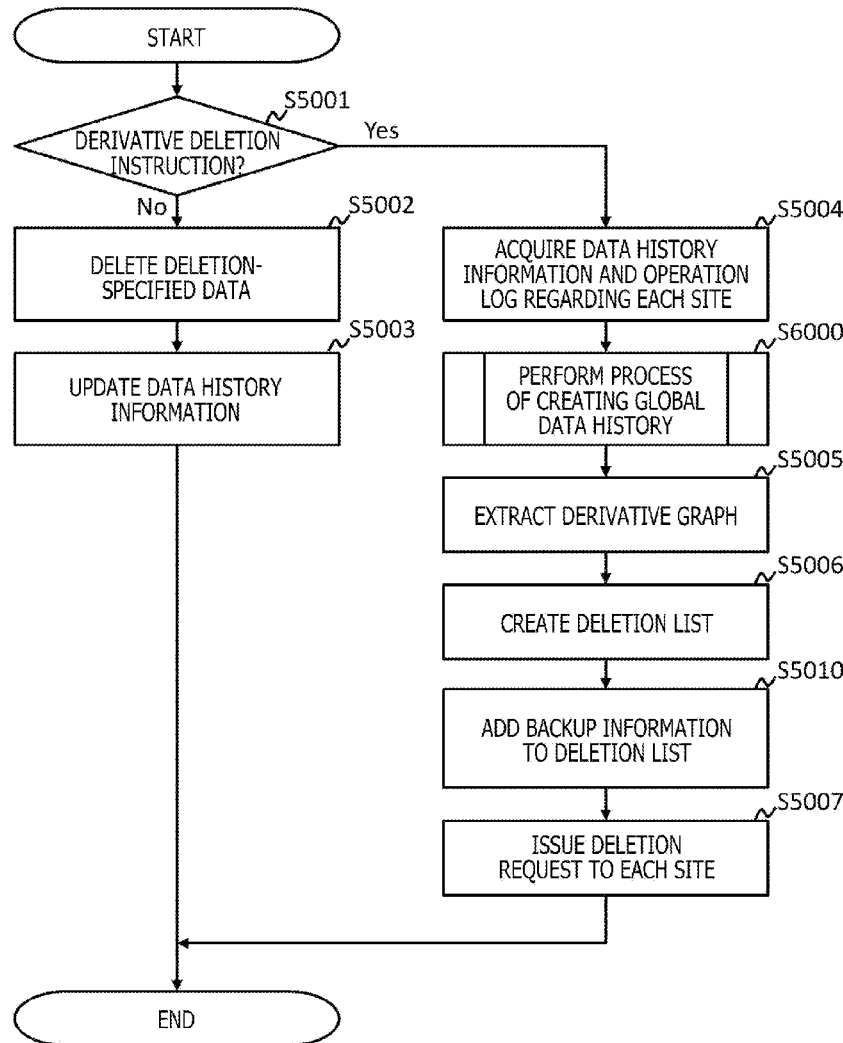 START
S5001
DERIVATIVE DELETION
INSTRUCTION?
Yes
No
S5002
DELETE DELETION-
SPECIFIED DATA
S5003
UPDATE DATA HISTORY
INFORMATION
S5004
ACQUIRE DATA HISTORY
INFORMATION AND OPERATION
LOG REGARDING EACH SITE
S6000
PERFORM PROCESS
OF CREATING GLOBAL
DATA HISTORY
S5005
EXTRACT DERIVATIVE GRAPH
S5006
CREATE DELETION LIST
S5010
ADD BACKUP INFORMATION
TO DELETION LIST
S5007
ISSUE DELETION
REQUEST TO EACH SITE
END